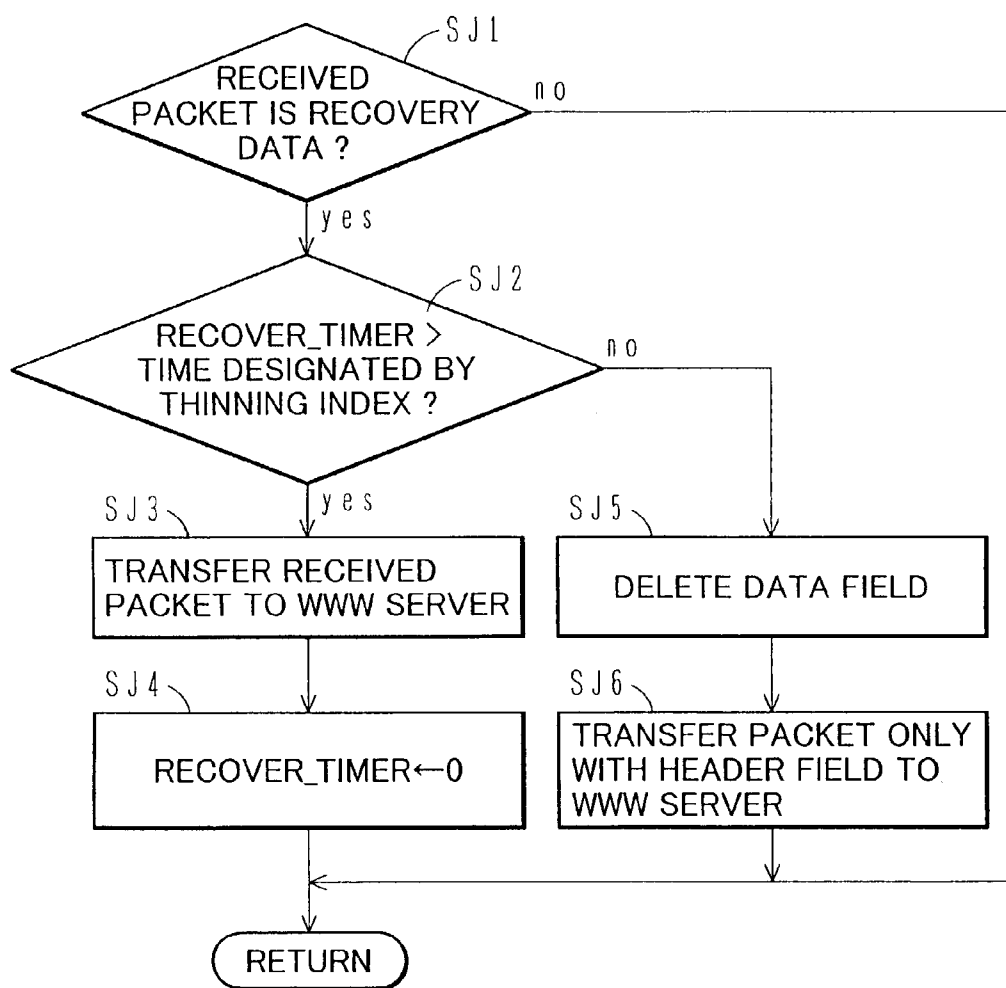 SJ1
RECEIVED
PACKET IS RECOVERY
DATA ?
no
yes
SJ2
RECOVER_TIMER >
TIME DESIGNATED BY
THINNING INDEX ?
no
yes
SJ3
TRANSFER RECEIVED
PACKET TO WWW SERVER
SJ5
DELETE DATA FIELD
SJ4
RECOVER_TIMER←0
SJ6
TRANSFER PACKET ONLY
WITH HEADER FIELD TO
WWW SERVER
RETURN